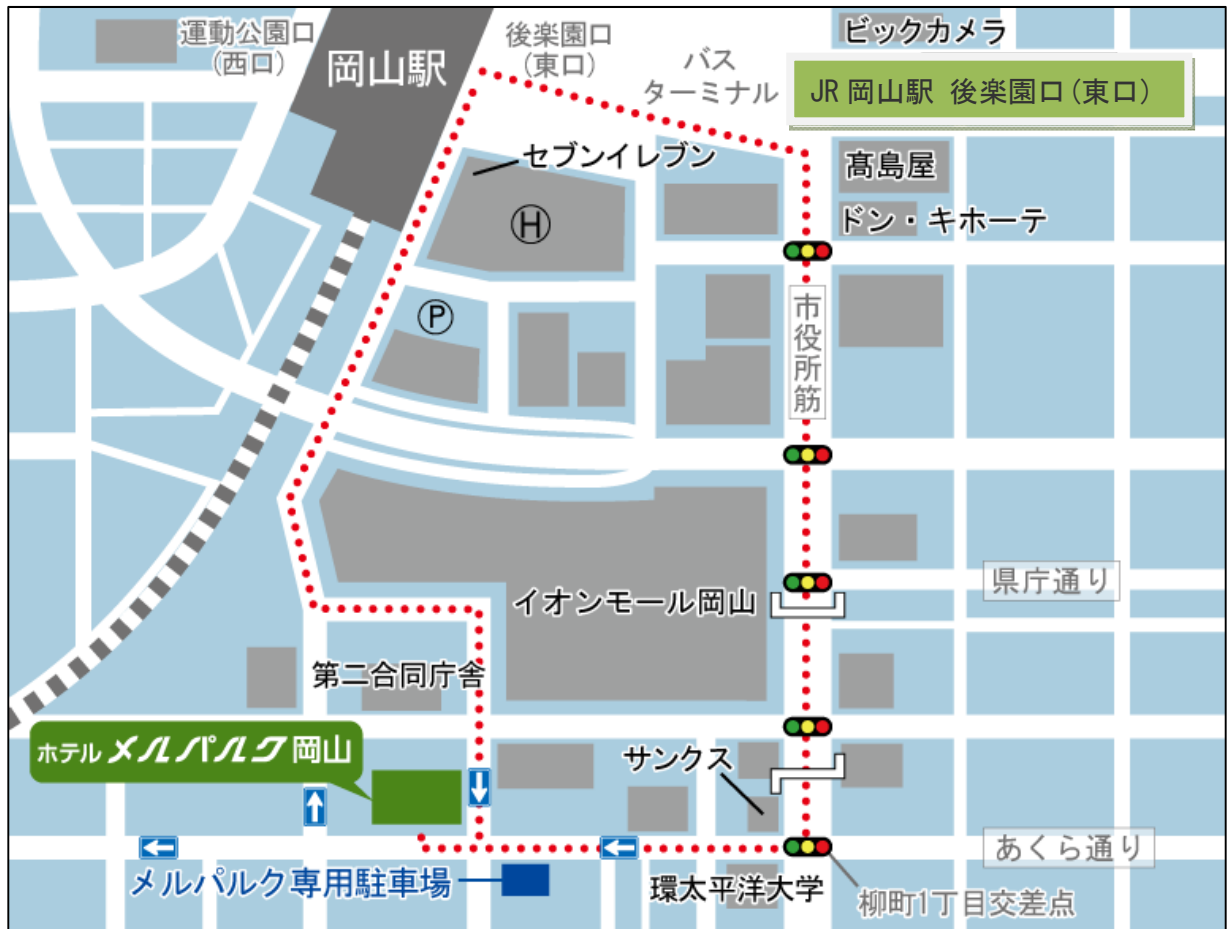 運動公園口
(西口)
岡山駅
後楽園口
(東口)
バス
ターミナル
ビックカメラ
JR 岡山駅 後楽園口(東口)
セブンイレブン
髙島屋
ドン・キホーテ
H
P
市役所筋
県庁通り
イオンモール岡山
第二合同庁舎
ホテル メルパルク岡山
サンクス
あくら通り
メルパルク専用駐車場
環太平洋大学
柳町1丁目交差点